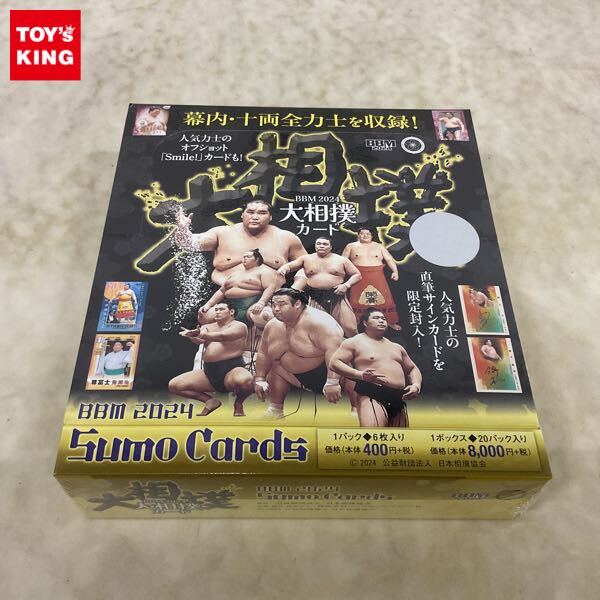 TOY's
KING
幕内・十両全力士を収録!
人気力士の
オフショット
「Smile!」カードも!
BBM
大相撲
BBM 2024
大相撲
カード
人気力士の
直筆サインカードを
限定封入!
BBM 2024
Sumo Cards
1パック◆6枚入り
価格(本体400円+税)
1ボックス◆20パック入り
価格(本体8,000円+税)
© 2024 公益財団法人 日本相撲協会
大相撲
BBM 2024
Sumo Cards
BBM